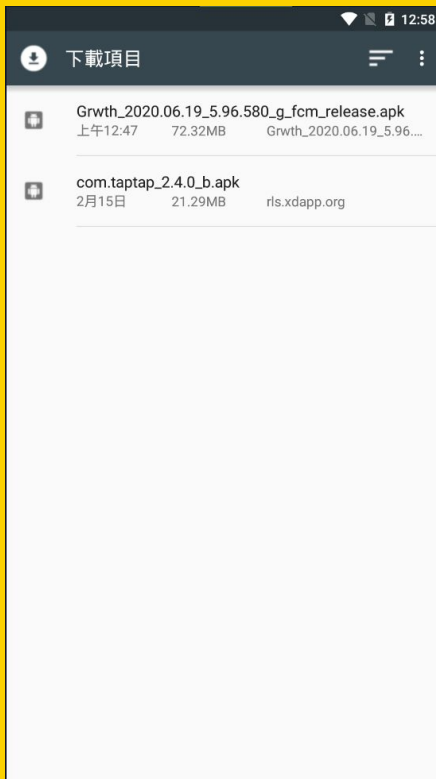 12:58
下載項目
Grwth_2020.06.19_5.96.580_g_fcm_release.apk
上午12:47 72.32MB Grwth_2020.06.19_5.96....
com.taptap_2.4.0_b.apk
2月15日 21.29MB rls.xdapp.org